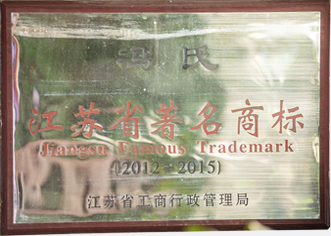 冯氏
江苏省著名商标
Jiangsu Famous Trademark
(2012-2015)
江苏省工商行政管理局